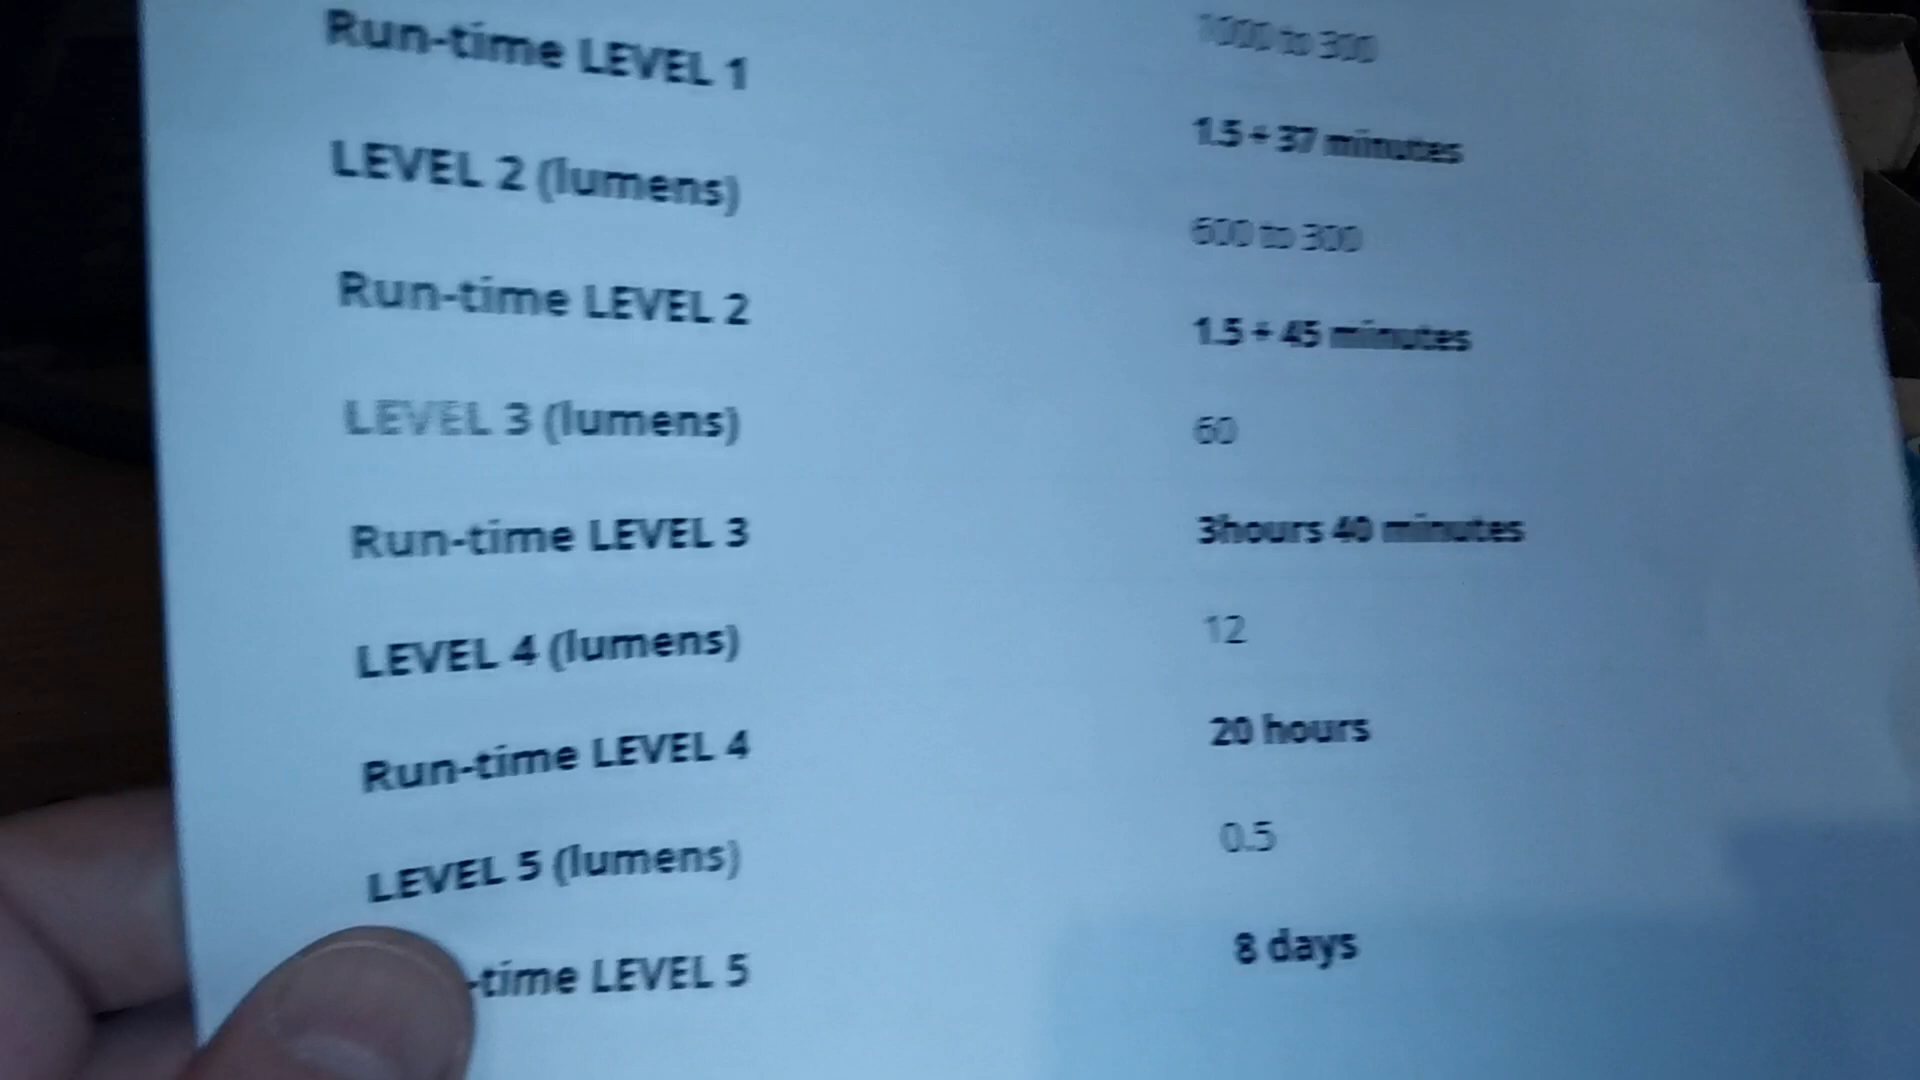 1000 to 300
Run-time LEVEL 1 1.5 + 37 minutes
LEVEL 2 (lumens) 600 to 300
Run-time LEVEL 2 1.5 + 45 minutes
LEVEL 3 (lumens) 60
Run-time LEVEL 3 3hours 40 minutes
LEVEL 4 (lumens) 12
Run-time LEVEL 4 20 hours
LEVEL 5 (lumens) 0.5
-time LEVEL 5 8 days